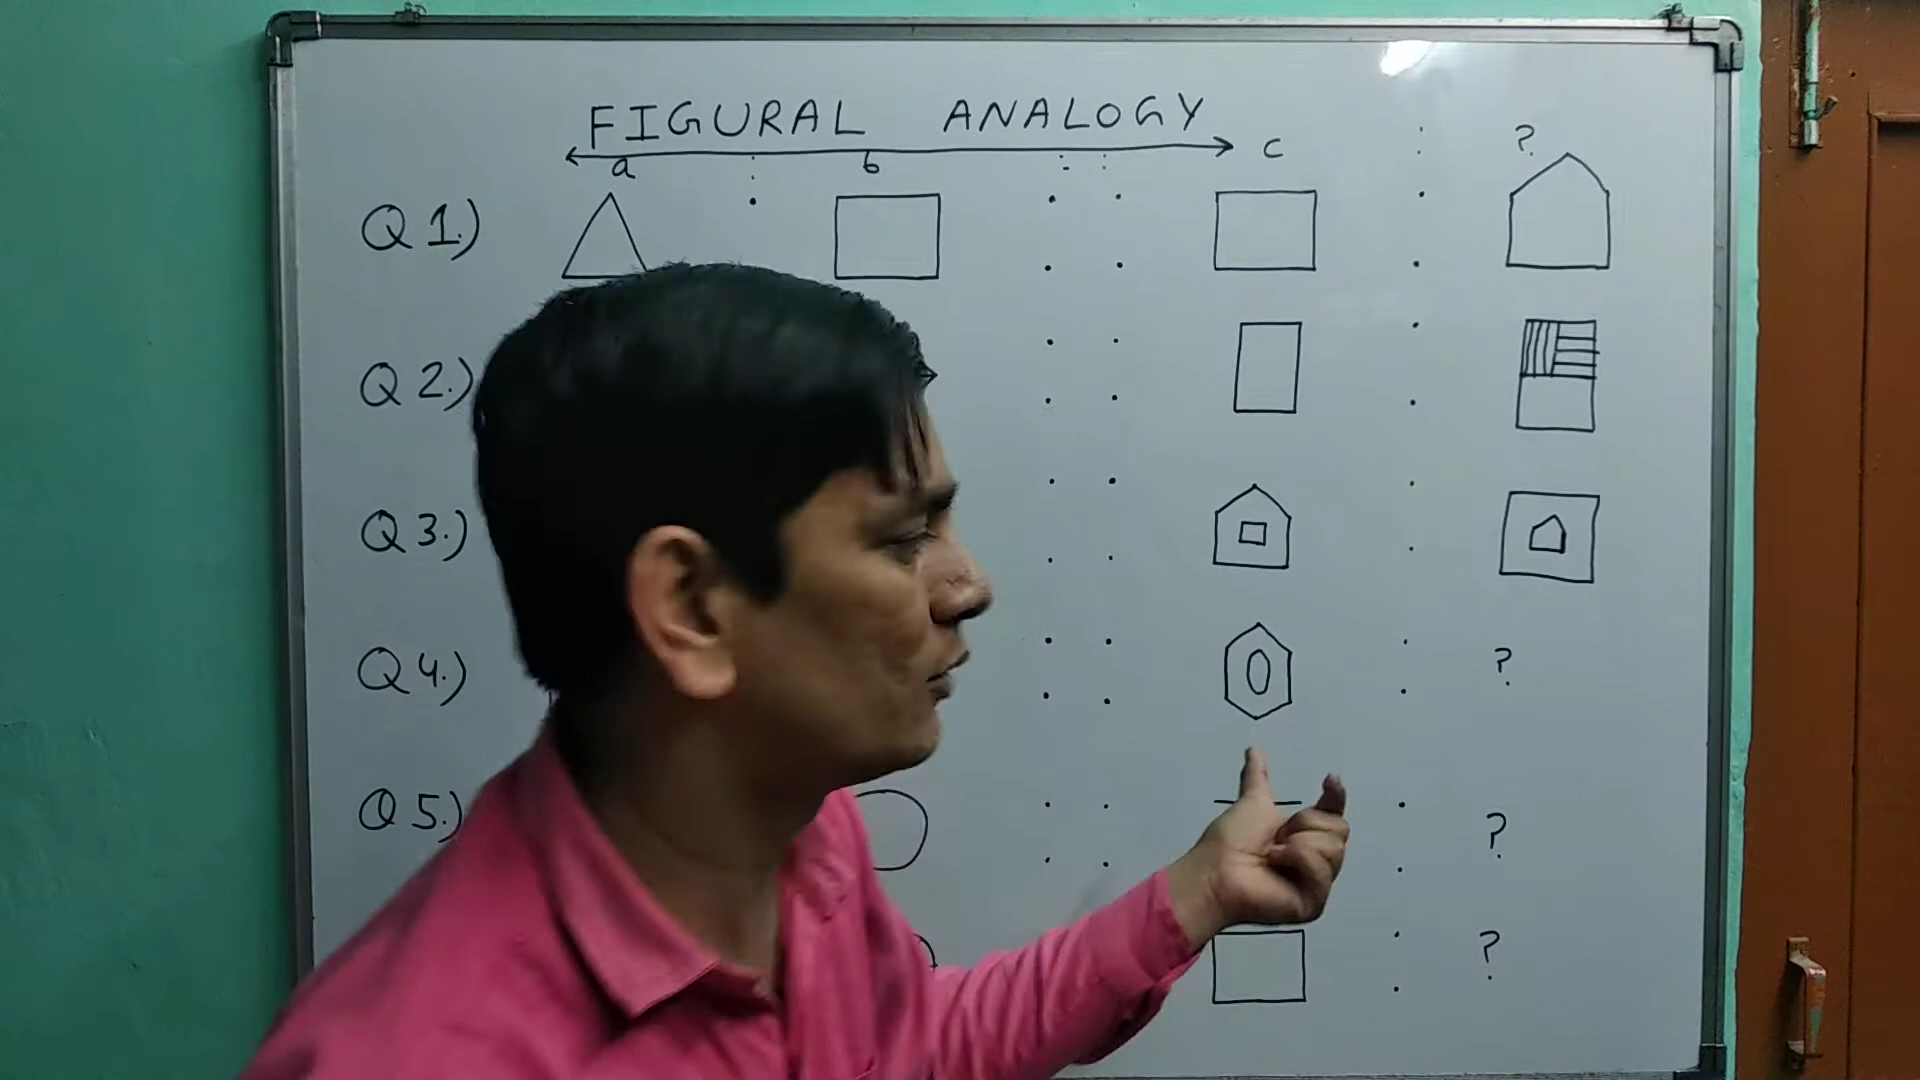 FIGURAL ANALOGY
a : b :: c : ?
Q 1.) : :: :
Q 2.) :: :
Q 3.) :: :
Q 4.) :: : ?
Q 5.) :: : ?
: ?